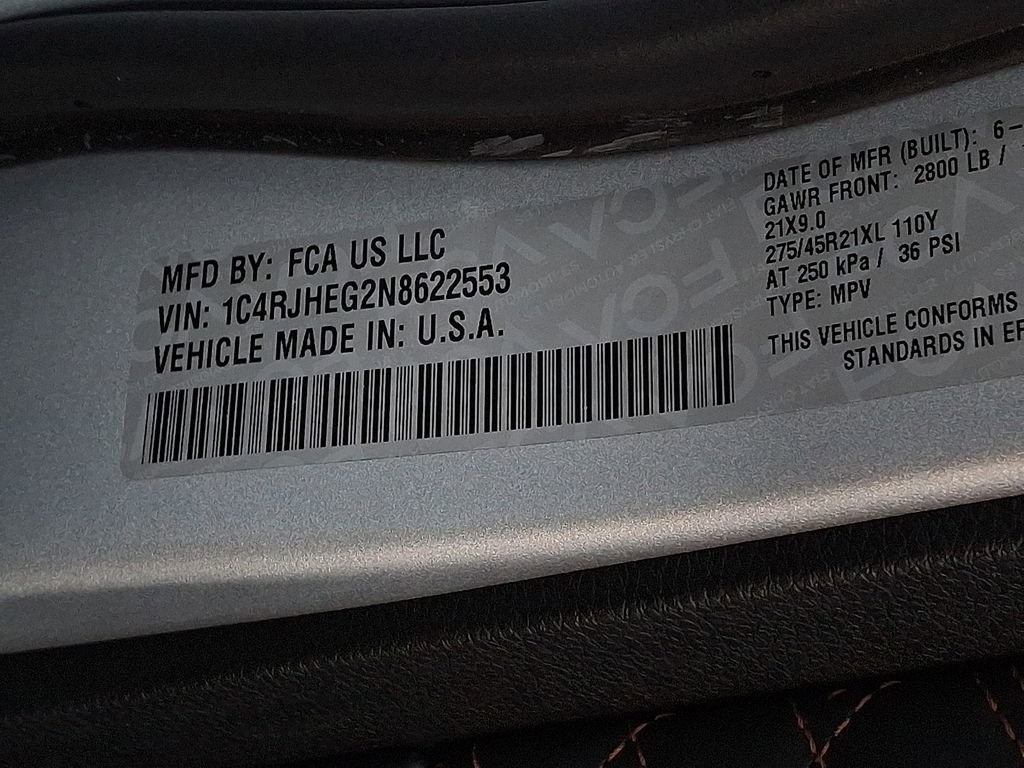 MFD BY: FCA US LLC
VIN: 1C4RJHEG2N8622553
VEHICLE MADE IN: U.S.A.
DATE OF MFR (BUILT): 6-
GAWR FRONT: 2800 LB /
21X9.0
275/45R21XL 110Y
AT 250 kPa / 36 PSI
TYPE: MPV
THIS VEHICLE CONFORMS
STANDARDS IN EF